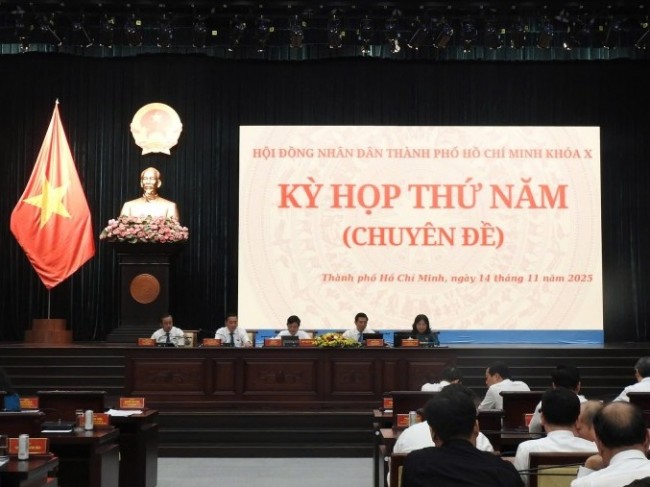 HỘI ĐỒNG NHÂN DÂN THÀNH PHỐ HỒ CHÍ MINH KHÓA X
KỲ HỌP THỨ NĂM
(CHUYÊN ĐỀ)
Thành phố Hồ Chí Minh, ngày 14 tháng 11 năm 2025